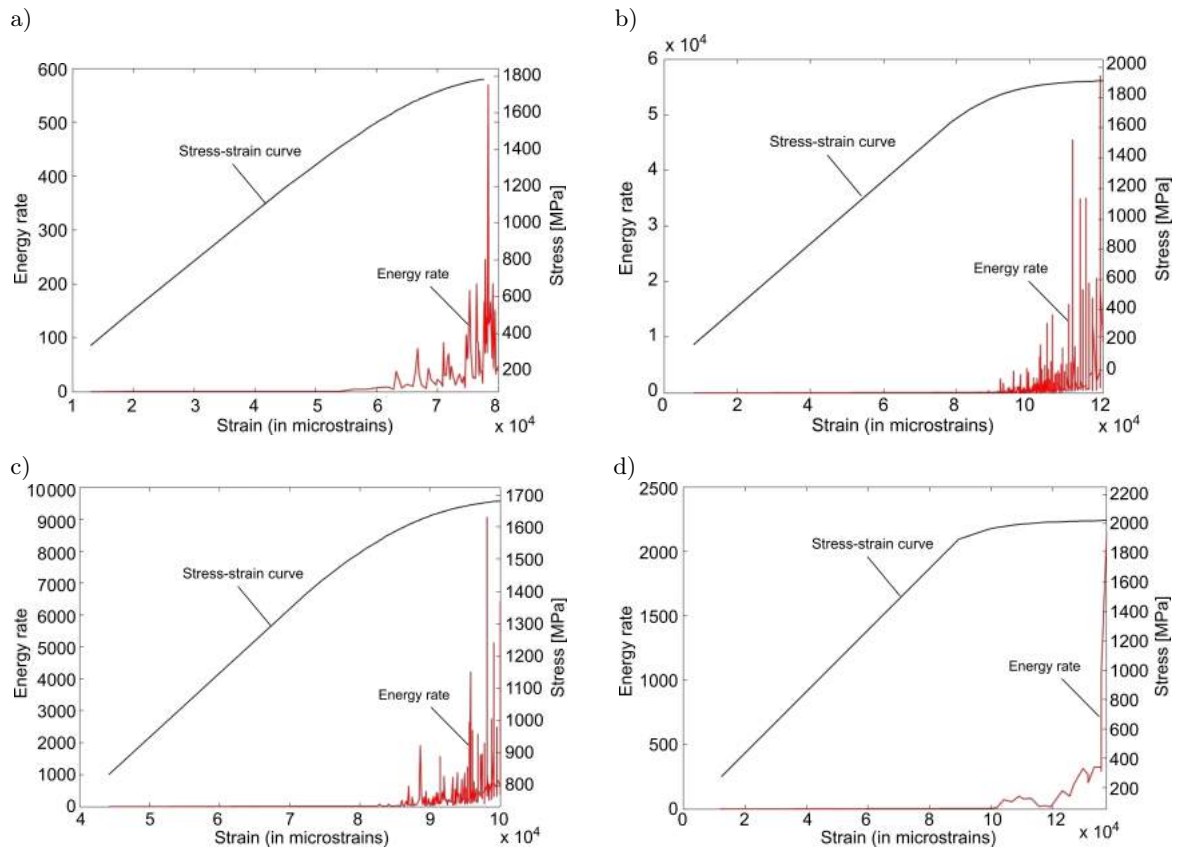 a)
600
500
400
300
200
100
0
Energy rate
1800
1600
1400
1200
1000
800
600
400
200
Stress [MPa]
Stress-strain curve
Energy rate
1 2 3 4 5 6 7 8
Strain (in microstrains)
x 10^4
b)
x 10^4
6
5
4
3
2
1
0
Energy rate
2000
1800
1600
1400
1200
1000
800
600
400
200
0
Stress [MPa]
Stress-strain curve
Energy rate
0 2 4 6 8 10 12
Strain (in microstrains)
x 10^4
c)
10000
9000
8000
7000
6000
5000
4000
3000
2000
1000
0
Energy rate
1700
1600
1500
1400
1300
1200
1100
1000
900
800
Stress [MPa]
Stress-strain curve
Energy rate
4 5 6 7 8 9 10
Strain (in microstrains)
x 10^4
d)
2500
2000
1500
1000
500
0
Energy rate
2200
2000
1800
1600
1400
1200
1000
800
600
400
200
Stress [MPa]
Stress-strain curve
Energy rate
0 2 4 6 8 10 12
Strain (in microstrains)
x 10^4